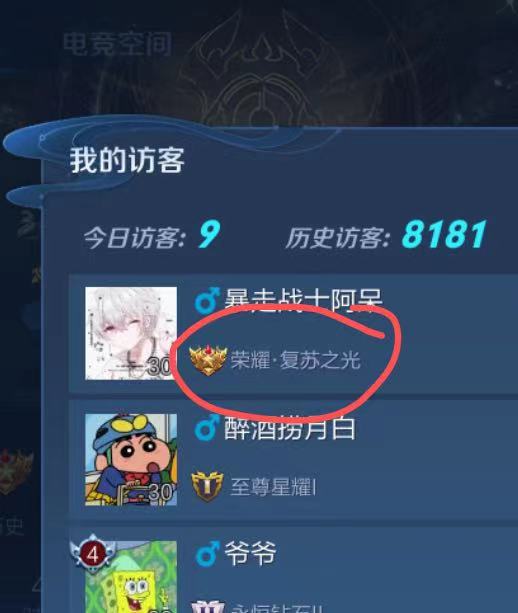 电竞空间
我的访客
今日访客: 9 历史访客: 8181
暴走战士阿呆
30
荣耀·复苏之光
醉酒捞月白
30
至尊星耀I
4
爷爷
永恒钻石II